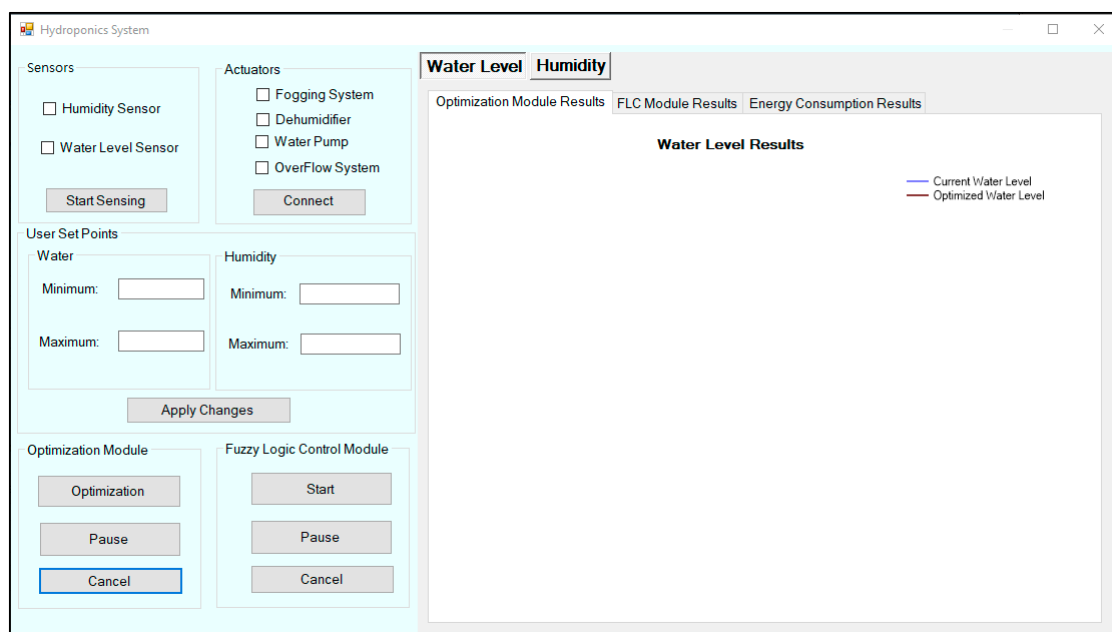 Hydroponics System
Sensors
Humidity Sensor
Water Level Sensor
Start Sensing
Actuators
Fogging System
Dehumidifier
Water Pump
OverFlow System
Connect
User Set Points
Water
Minimum:
Maximum:
Humidity
Minimum:
Maximum:
Apply Changes
Optimization Module
Optimization
Pause
Cancel
Fuzzy Logic Control Module
Start
Pause
Cancel
Water Level Humidity
Optimization Module Results FLC Module Results Energy Consumption Results
Water Level Results
Current Water Level
Optimized Water Level